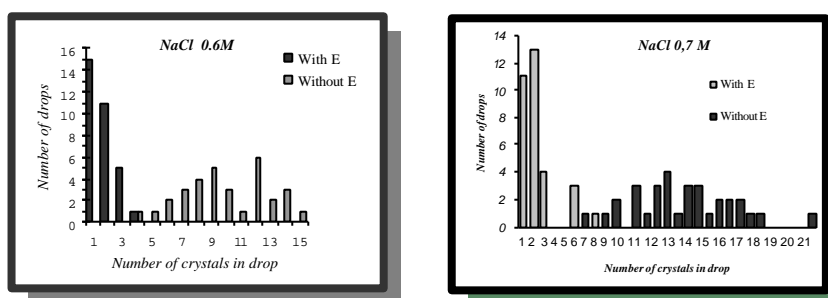 NaCl 0.6M
Number of drops
16
14
12
10
8
6
4
2
0
With E
Without E
1 3 5 7 9 11 13 15
Number of crystals in drop
NaCl 0,7 M
Number of drops
14
12
10
8
6
4
2
0
With E
Without E
1 2 3 4 5 6 7 8 9 10 11 12 13 14 15 16 17 18 19 20 21
Number of crystals in drop